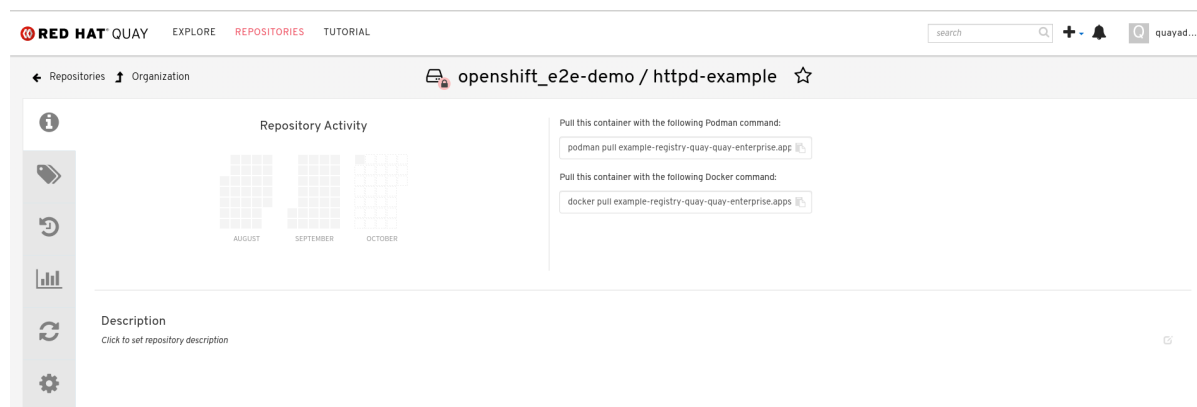 RED HAT® QUAY EXPLORE REPOSITORIES TUTORIAL search Q quayad...
Repositories Organization openshift_e2e-demo / httpd-example
Repository Activity
AUGUST SEPTEMBER OCTOBER
Pull this container with the following Podman command:
podman pull example-registry-quay-quay-enterprise.app
Pull this container with the following Docker command:
docker pull example-registry-quay-quay-enterprise.apps
Description
Click to set repository description